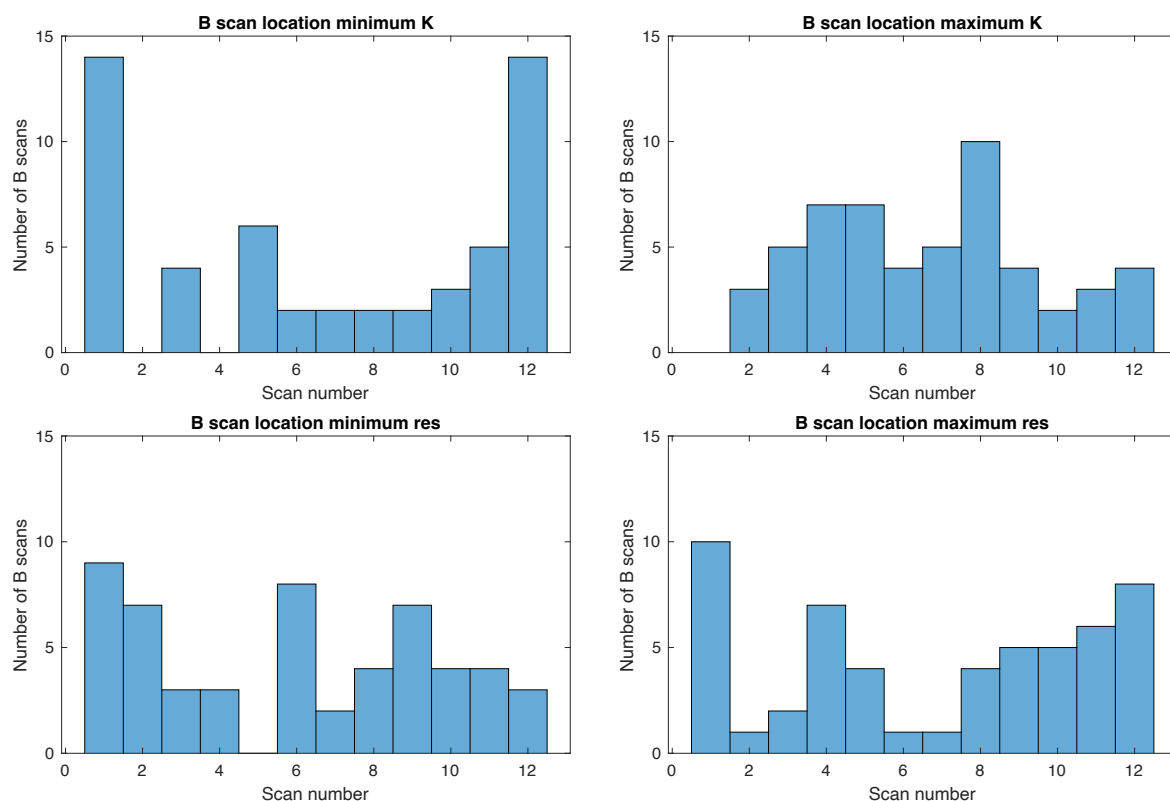 B scan location minimum K
15
10
5
0
Number of B scans
0 2 4 6 8 10 12
Scan number
B scan location maximum K
15
10
5
0
Number of B scans
0 2 4 6 8 10 12
Scan number
B scan location minimum res
15
10
5
0
Number of B scans
0 2 4 6 8 10 12
Scan number
B scan location maximum res
15
10
5
0
Number of B scans
0 2 4 6 8 10 12
Scan number